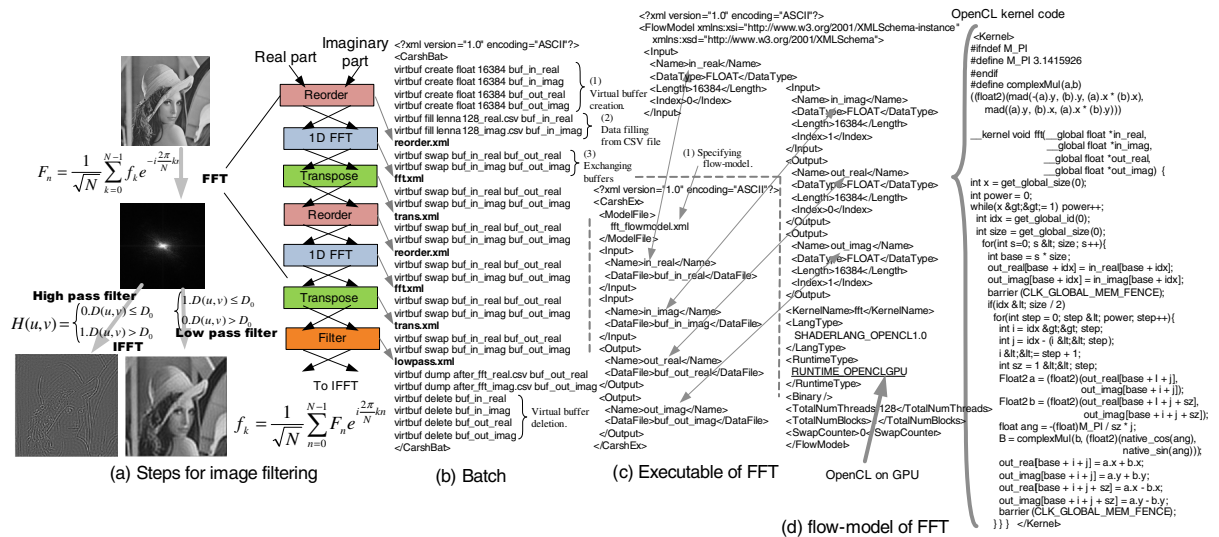 Real part
Imaginary part
Reorder
1D FFT
Transpose
Reorder
1D FFT
Transpose
Filter
To IFFT
F_n = 1/√N Σ_{k=0}^{N-1} f_k e^{-i 2π/N kn}
FFT
High pass filter
H(u,v) = { 0.D(u,v) ≤ D_0
1.D(u,v) > D_0
{ 1.D(u,v) ≤ D_0
0.D(u,v) > D_0
Low pass filter
IFFT
f_k = 1/√N Σ_{n=0}^{N-1} F_n e^{i 2π/N kn}
(a) Steps for image filtering
<?xml version="1.0" encoding="ASCII"?>
<CarshBat>
virtbuf create float 16384 buf_in_real
virtbuf create float 16384 buf_in_imag
virtbuf create float 16384 buf_out_real
virtbuf create float 16384 buf_out_imag
virtbuf fill lenna128_real.csv buf_in_real
virtbuf fill lenna128_imag.csv buf_in_imag
reorder.xml
virtbuf swap buf_in_real buf_out_real
virtbuf swap buf_in_imag buf_out_imag
fft.xml
virtbuf swap buf_in_real buf_out_real
virtbuf swap buf_in_imag buf_out_imag
trans.xml
virtbuf swap buf_in_real buf_out_real
virtbuf swap buf_in_imag buf_out_imag
reorder.xml
virtbuf swap buf_in_real buf_out_real
virtbuf swap buf_in_imag buf_out_imag
fft.xml
virtbuf swap buf_in_real buf_out_real
virtbuf swap buf_in_imag buf_out_imag
trans.xml
virtbuf swap buf_in_real buf_out_real
virtbuf swap buf_in_imag buf_out_imag
lowpass.xml
virtbuf dump after_fft_real.csv buf_out_real
virtbuf dump after_fft_imag.csv buf_out_imag
virtbuf delete buf_in_real
virtbuf delete buf_in_imag
virtbuf delete buf_out_real
virtbuf delete buf_out_imag
</CarshBat>
(1)
Virtual buffer
creation.
(2)
Data filling
from CSV file
(3)
Exchanging
buffers
Virtual buffer
deletion.
(b) Batch
<?xml version="1.0" encoding="ASCII"?>
<CarshEx>
<ModelFile>
fft_flowmodel.xml
</ModelFile>
<Input>
<Name>in_real</Name>
<DataFile>buf_in_real</DataFile>
</Input>
<Input>
<Name>in_imag</Name>
<DataFile>buf_in_imag</DataFile>
</Input>
<Output>
<Name>out_real</Name>
<DataFile>buf_out_real</DataFile>
</Output>
<Output>
<Name>out_imag</Name>
<DataFile>buf_out_imag</DataFile>
</Output>
</CarshEx>
(1) Specifying
flow-model.
(c) Executable of FFT
<?xml version="1.0" encoding="ASCII"?>
<FlowModel xmlns:xsi="http://www.w3.org/2001/XMLSchema-instance"
xmlns:xsd="http://www.w3.org/2001/XMLSchema">
<Input>
<Name>in_real</Name>
<DataType>FLOAT</DataType>
<Length>16384</Length>
<Index>0</Index>
</Input>
<Input>
<Name>in_imag</Name>
<DataType>FLOAT</DataType>
<Length>16384</Length>
<Index>1</Index>
</Input>
<Output>
<Name>out_real</Name>
<DataType>FLOAT</DataType>
<Length>16384</Length>
<Index>0</Index>
</Output>
<Output>
<Name>out_imag</Name>
<DataType>FLOAT</DataType>
<Length>16384</Length>
<Index>1</Index>
</Output>
<KernelName>fft</KernelName>
<LangType>
SHADERLANG_OPENCL1.0
</LangType>
<RuntimeType>
RUNTIME_OPENCLGPU
</RuntimeType>
<Binary />
<TotalNumThreads>128</TotalNumThreads>
<TotalNumBlocks> </TotalNumBlocks>
<SwapCounter>0</SwapCounter>
</FlowModel>
OpenCL on GPU
OpenCL kernel code
<Kernel>
#ifndef M_PI
#define M_PI 3.1415926
#endif
#define complexMul(a,b)
((float2)(mad(-(a).y, (b).y, (a).x * (b).x),
mad((a).y, (b).x, (a).x * (b).y)))
__kernel void fft(__global float *in_real,
__global float *in_imag,
__global float *out_real,
__global float *out_imag) {
int x = get_global_size(0);
int power = 0;
while(x &gt;&gt;= 1) power++;
int idx = get_global_id(0);
int size = get_global_size(0);
for(int s=0; s &lt; size; s++){
int base = s * size;
out_real[base + idx] = in_real[base + idx];
out_imag[base + idx] = in_imag[base + idx];
barrier (CLK_GLOBAL_MEM_FENCE);
if(idx &lt; size / 2)
for(int step = 0; step &lt; power; step++){
int i = idx &gt;&gt; step;
int j = idx - (i &lt;&lt; step);
i &lt;&lt;= step + 1;
int sz = 1 &lt;&lt; step;
Float2 a = (float2)(out_real[base + I + j],
out_imag[base + i + j]);
Float2 b = (float2)(out_real[base + I + j + sz],
out_imag[base + i + j + sz]);
float ang = -(float)M_PI / sz * j;
B = complexMul(b, (float2)(native_cos(ang),
native_sin(ang)));
out_real[base + i + j] = a.x + b.x;
out_imag[base + i + j] = a.y + b.y;
out_real[base + i + j + sz] = a.x - b.x;
out_imag[base + i + j + sz] = a.y - b.y;
barrier (CLK_GLOBAL_MEM_FENCE);
} } } </Kernel>
(d) flow-model of FFT